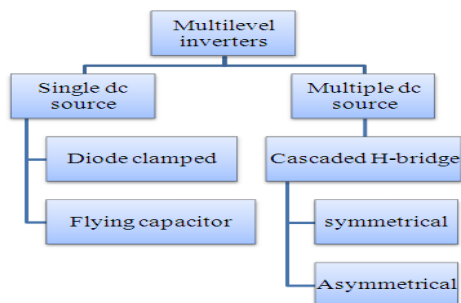 Multilevel
inverters
Single dc
source
Multiple dc
source
Diode clamped
Cascaded H-bridge
Flying capacitor
symmetrical
Asymmetrical